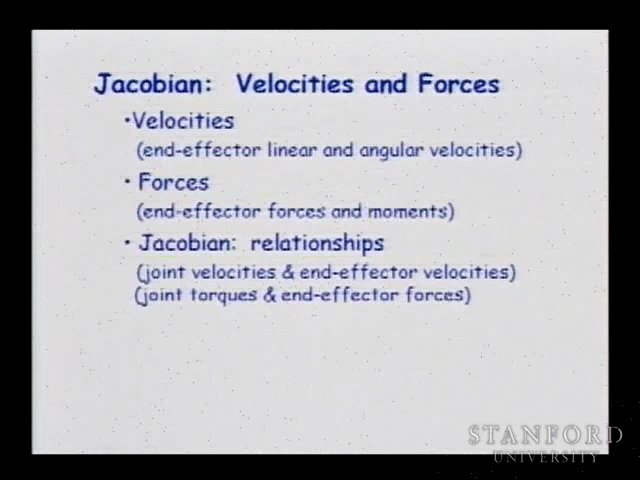 Jacobian: Velocities and Forces
•Velocities
(end-effector linear and angular velocities)
• Forces
(end-effector forces and moments)
• Jacobian: relationships
(joint velocities & end-effector velocities)
(joint torques & end-effector forces)
STANFORD
UNIVERSITY